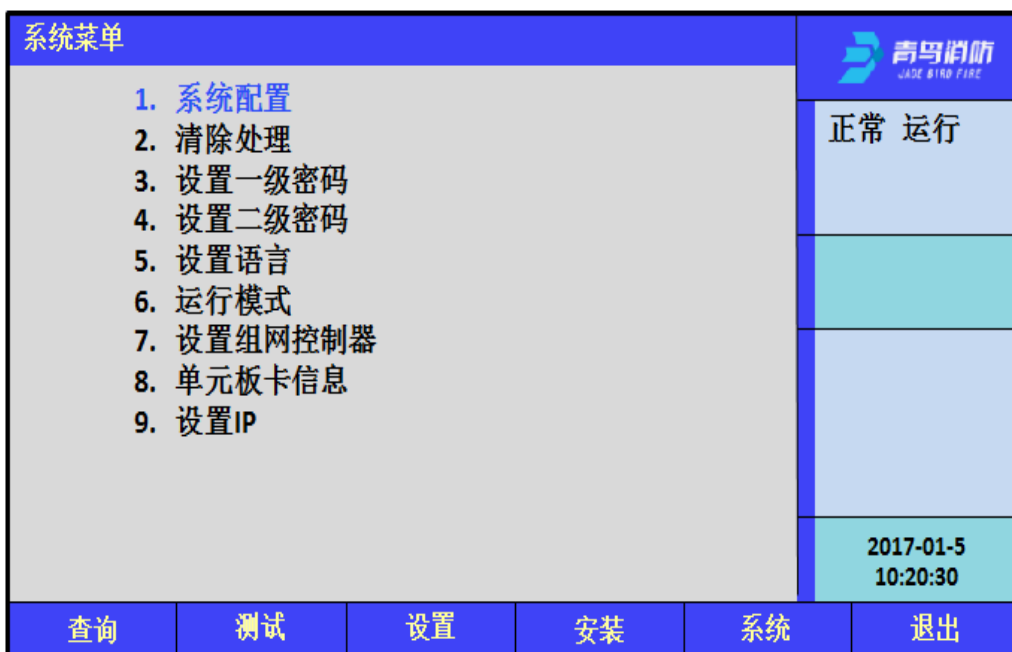 系统菜单
1. 系统配置
2. 清除处理
3. 设置一级密码
4. 设置二级密码
5. 设置语言
6. 运行模式
7. 设置组网控制器
8. 单元板卡信息
9. 设置IP
青鸟消防
JADE BIRD FIRE
正常 运行
2017-01-5
10:20:30
查询 测试 设置 安装 系统 退出